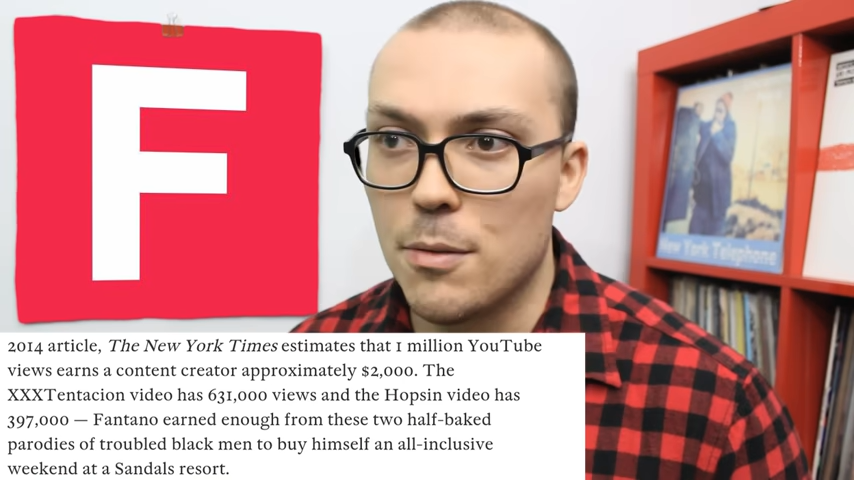 F
New York Telephone
2014 article, The New York Times estimates that 1 million YouTube
views earns a content creator approximately $2,000. The
XXXTentacion video has 631,000 views and the Hopsin video has
397,000 — Fantano earned enough from these two half-baked
parodies of troubled black men to buy himself an all-inclusive
weekend at a Sandals resort.